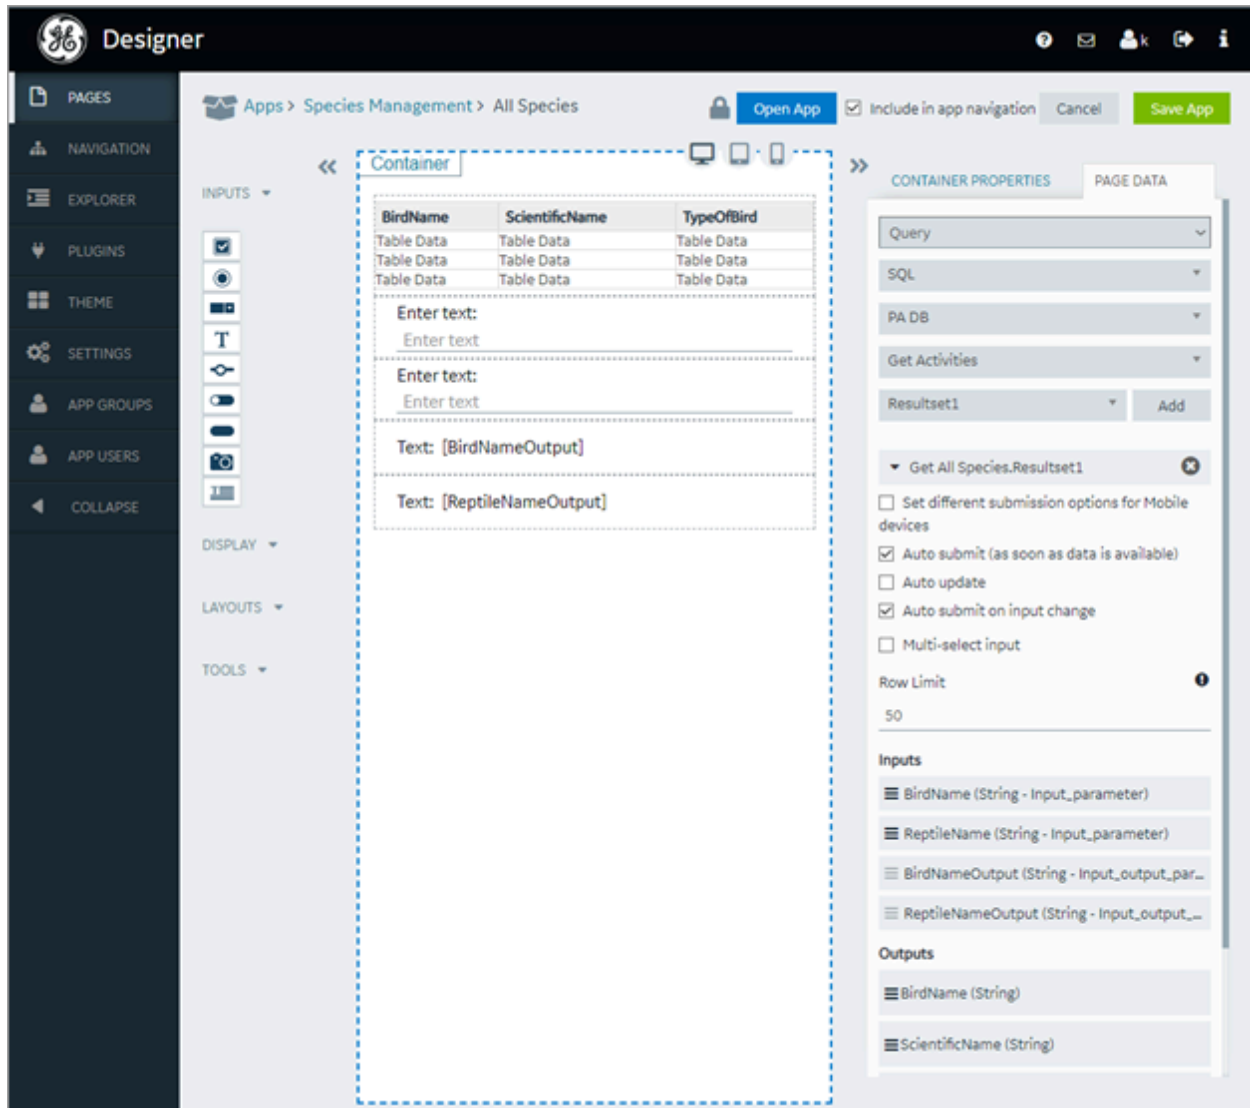 Designer
k
PAGES
NAVIGATION
EXPLORER
PLUGINS
THEME
SETTINGS
APP GROUPS
APP USERS
COLLAPSE
Apps > Species Management > All Species
Open App
Include in app navigation
Cancel
Save App
INPUTS
T
DISPLAY
LAYOUTS
TOOLS
Container
BirdName ScientificName TypeOfBird
Table Data Table Data Table Data
Table Data Table Data Table Data
Table Data Table Data Table Data
Enter text:
Enter text
Enter text:
Enter text
Text: [BirdNameOutput]
Text: [ReptileNameOutput]
CONTAINER PROPERTIES
PAGE DATA
Query
SQL
PA DB
Get Activities
Resultset1
Add
Get All Species.Resultset1
Set different submission options for Mobile
devices
Auto submit (as soon as data is available)
Auto update
Auto submit on input change
Multi-select input
Row Limit
50
Inputs
BirdName (String - Input_parameter)
ReptileName (String - Input_parameter)
BirdNameOutput (String - Input_output_par...
ReptileNameOutput (String - Input_output_...
Outputs
BirdName (String)
ScientificName (String)